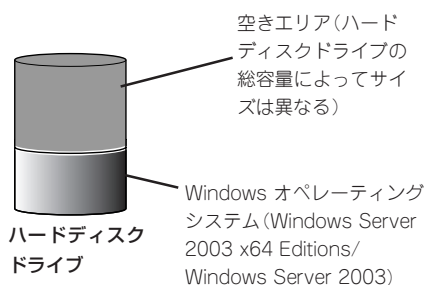 空きエリア(ハード
ディスクドライブの
総容量によってサイ
ズは異なる)
Windows オペレーティング
システム(Windows Server
2003 x64 Editions/
Windows Server 2003)
ハードディスク
ドライブ